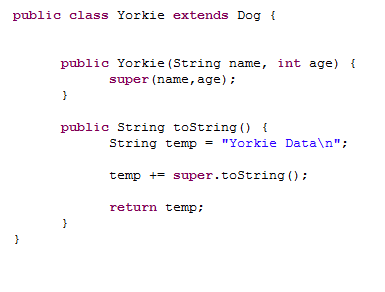 public class Yorkie extends Dog {
public Yorkie(String name, int age) {
super(name,age);
}
public String toString() {
String temp = "Yorkie Data\n";
temp += super.toString();
return temp;
}
}